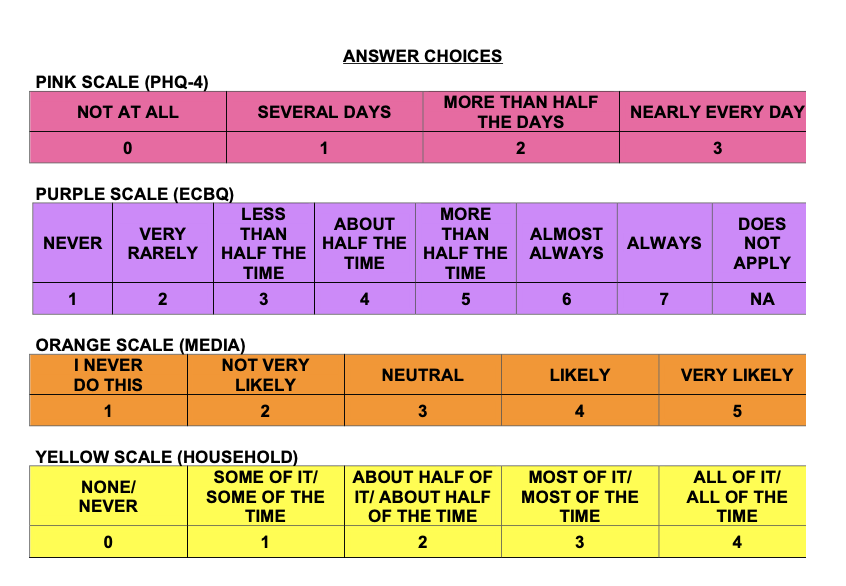 ANSWER CHOICES
PINK SCALE (PHQ-4)
NOT AT ALL
SEVERAL DAYS
MORE THAN HALF
THE DAYS
NEARLY EVERY DAY
0
1
2
3
PURPLE SCALE (ECBQ)
NEVER
VERY
RARELY
LESS
THAN
HALF THE
TIME
ABOUT
HALF THE
TIME
MORE
THAN
HALF THE
TIME
ALMOST
ALWAYS
ALWAYS
DOES
NOT
APPLY
1
2
3
4
5
6
7
NA
ORANGE SCALE (MEDIA)
I NEVER
DO THIS
NOT VERY
LIKELY
NEUTRAL
LIKELY
VERY LIKELY
1
2
3
4
5
YELLOW SCALE (HOUSEHOLD)
NONE/
NEVER
SOME OF IT/
SOME OF THE
TIME
ABOUT HALF OF
IT/ ABOUT HALF
OF THE TIME
MOST OF IT/
MOST OF THE
TIME
ALL OF IT/
ALL OF THE
TIME
0
1
2
3
4